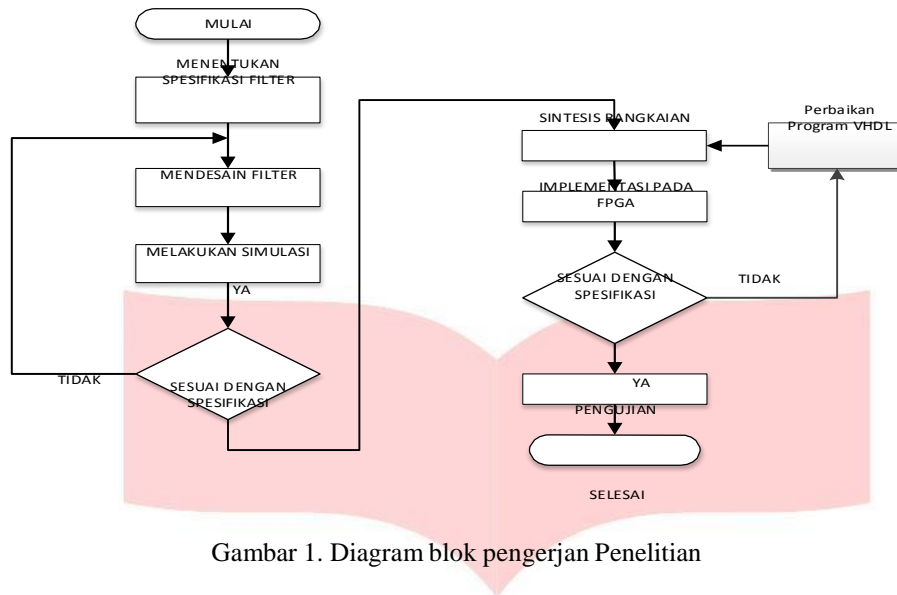 MULAI
MENENTUKAN
SPESIFIKASI FILTER
MENDESAIN FILTER
MELAKUKAN SIMULASI
YA
TIDAK
SESUAI DENGAN
SPESIFIKASI
SINTESIS RANGKAIAN
Perbaikan
Program VHDL
IMPLEMENTASI PADA
FPGA
SESUAI DENGAN
SPESIFIKASI
TIDAK
YA
PENGUJIAN
SELESAI
Gambar 1. Diagram blok pengerjan Penelitian